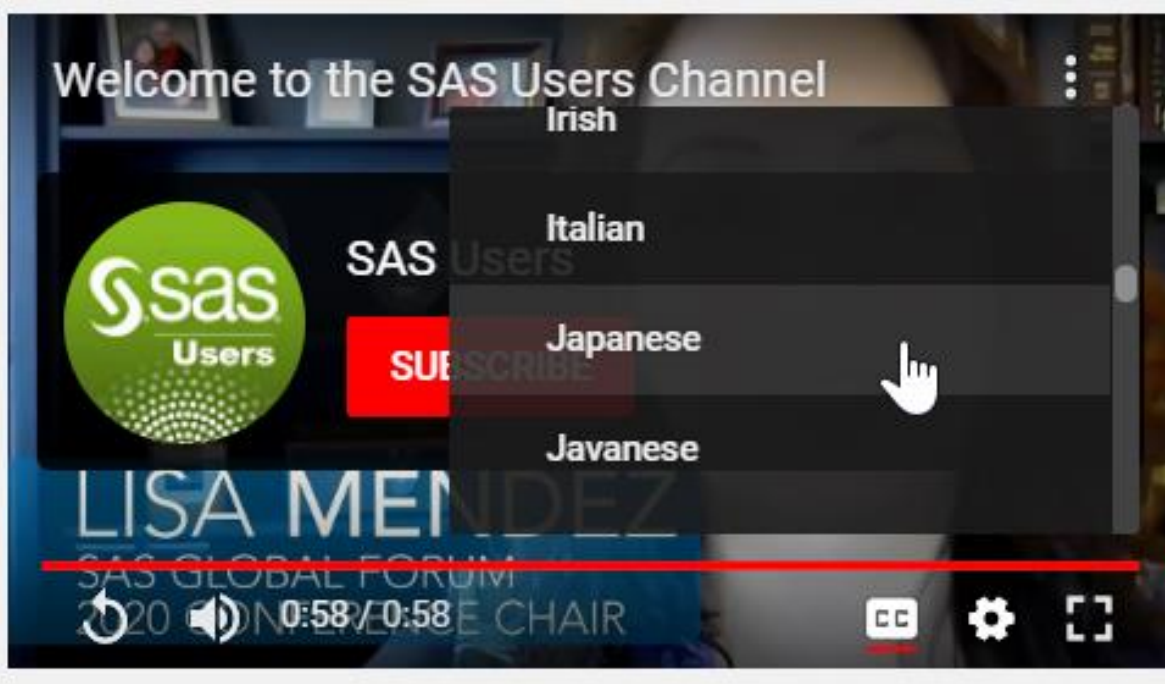 Welcome to the SAS Users Channel
Irish
Italian
Japanese
Javanese
sas
Users
SAS Users
SUBSCRIBE
LISA MENDEZ
SAS GLOBAL FORUM
2020 CONFERENCE CHAIR
0:58 / 0:58
CC